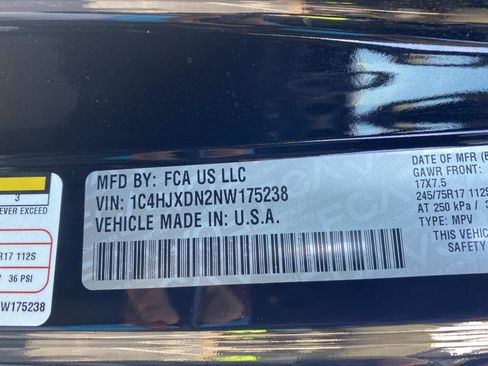 MFD BY: FCA US LLC
VIN: 1C4HJXDN2NW175238
VEHICLE MADE IN: U.S.A.
3
EVER EXCEED
5R17 112S
36 PSI
W175238
DATE OF MFR
GAWR FRONT
17X7.5
245/75R17 112S
AT 250 kPa /
TYPE: MPV
THIS VEHIC
SAFETY